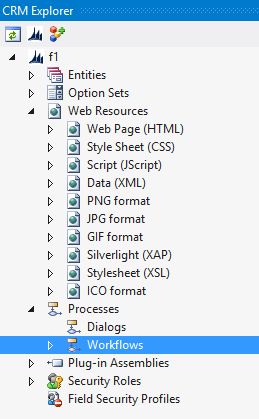 CRM Explorer
f1
Entities
Option Sets
Web Resources
Web Page (HTML)
Style Sheet (CSS)
Script (JScript)
Data (XML)
PNG format
JPG format
GIF format
Silverlight (XAP)
Stylesheet (XSL)
ICO format
Processes
Dialogs
Workflows
Plug-in Assemblies
Security Roles
Field Security Profiles